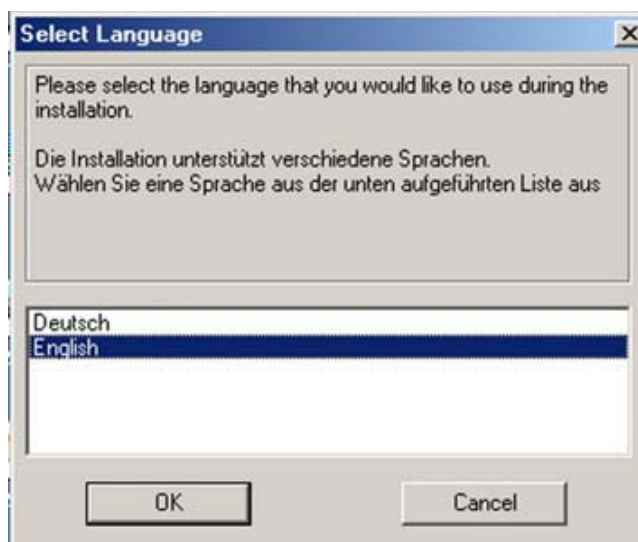 Select Language
Please select the language that you would like to use during the
installation.
Die Installation unterstützt verschiedene Sprachen.
Wählen Sie eine Sprache aus der unten aufgeführten Liste aus
Deutsch
English
OK
Cancel